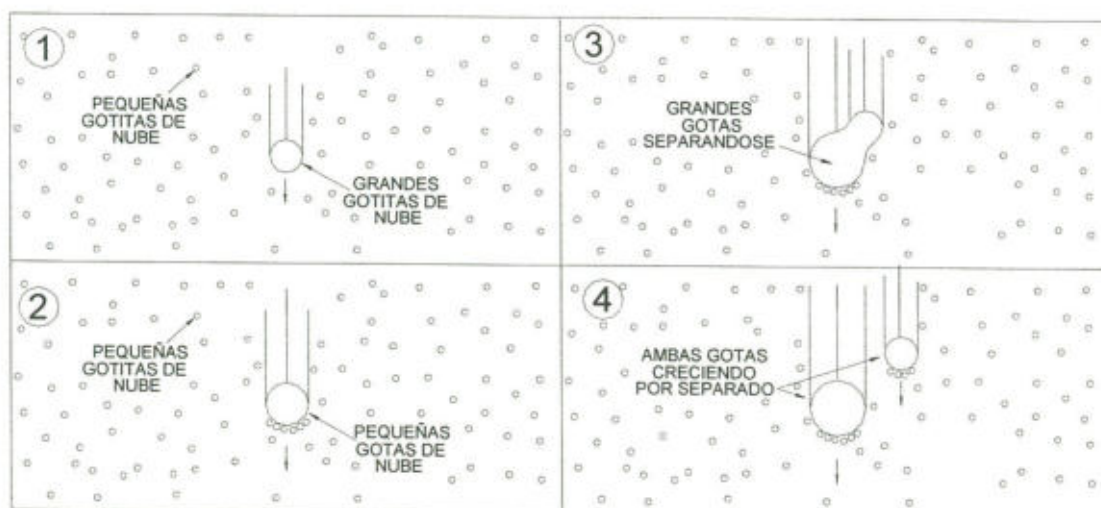 1
PEQUEÑAS
GOTITAS DE
NUBE
GRANDES
GOTITAS DE
NUBE
2
PEQUEÑAS
GOTITAS DE
NUBE
PEQUEÑAS
GOTAS DE
NUBE
3
GRANDES
GOTAS
SEPARANDOSE
4
AMBAS GOTAS
CRECIENDO
POR SEPARADO